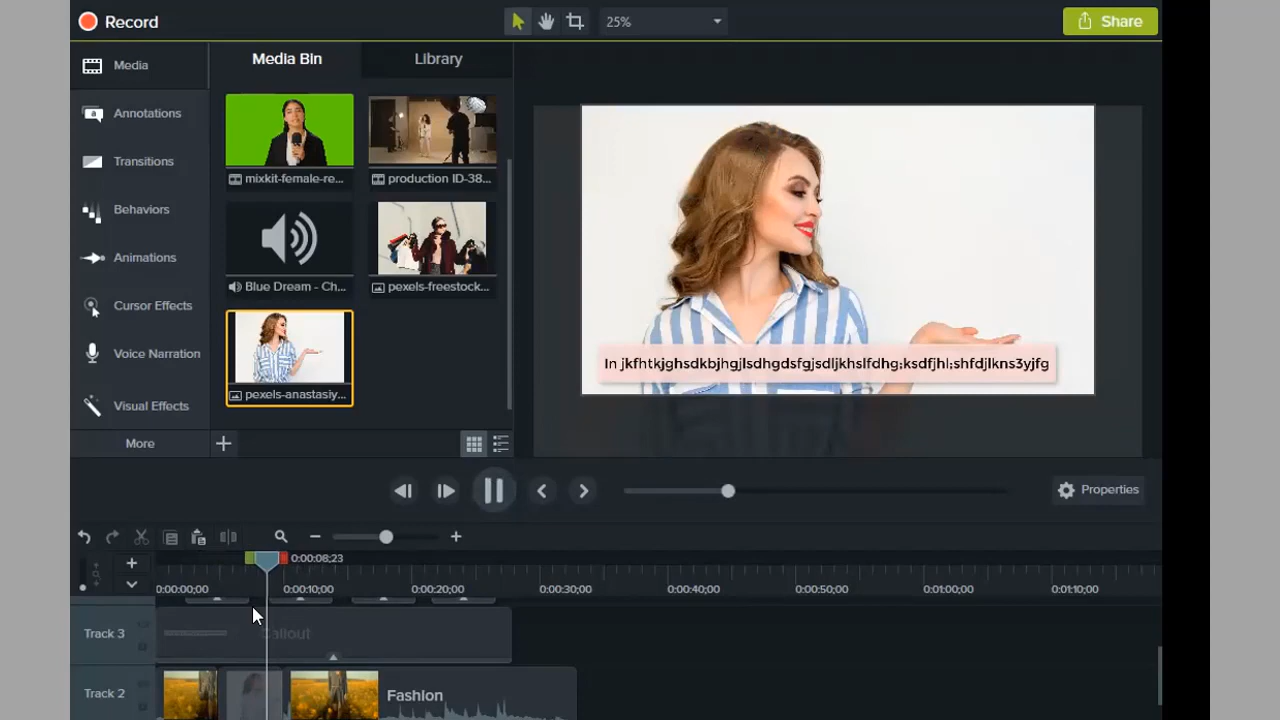 Record
25%
Share
Media
Media Bin
Library
Annotations
Transitions
Behaviors
Animations
Cursor Effects
Voice Narration
Visual Effects
More
mixkit-female-re...
production ID-38...
Blue Dream - Ch...
pexels-freestock...
pexels-anastasiy...
In jkfhtkjghsdkbjhgjlsdhgdsfgjsdljkhslfdhg;ksdfjhl;shfdjlkns3yjfg
Properties
0:00:08;23
0:00:00;00
0:00:10;00
0:00:20;00
0:00:30;00
0:00:40;00
0:00:50;00
0:01:00;00
0:01:10;00
Track 3
Callout
Track 2
Fashion